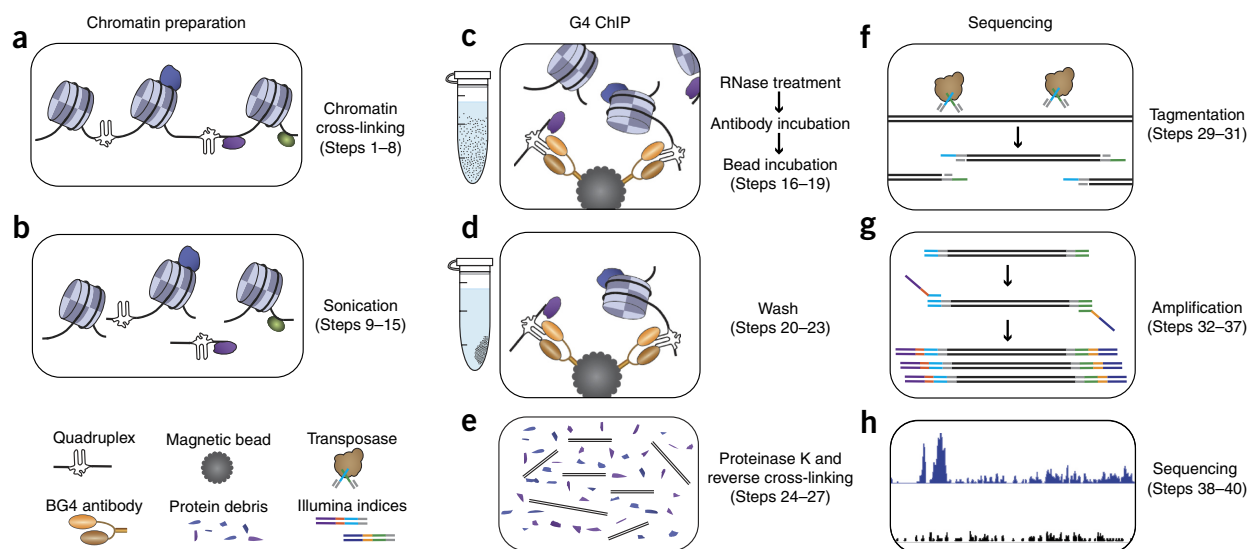 Chromatin preparation
a
Chromatin
cross-linking
(Steps 1–8)
b
Sonication
(Steps 9–15)
Quadruplex
Magnetic bead
Transposase
BG4 antibody
Protein debris
Illumina indices
G4 ChIP
c
RNase treatment
Antibody incubation
Bead incubation
(Steps 16–19)
d
Wash
(Steps 20–23)
e
Proteinase K and
reverse cross-linking
(Steps 24–27)
Sequencing
f
Tagmentation
(Steps 29–31)
g
Amplification
(Steps 32–37)
h
Sequencing
(Steps 38–40)